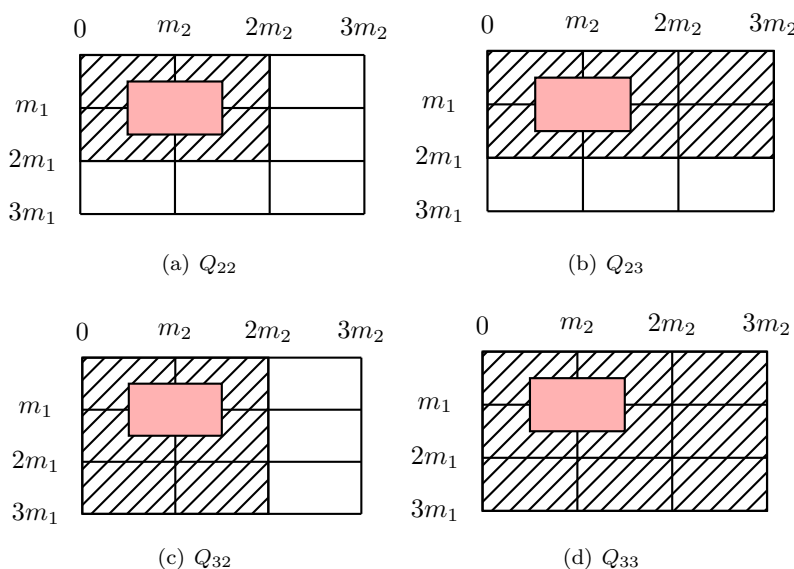 0 m₂ 2m₂ 3m₂
m₁
2m₁
3m₁
(a) Q₂₂
0 m₂ 2m₂ 3m₂
m₁
2m₁
3m₁
(b) Q₂₃
0 m₂ 2m₂ 3m₂
m₁
2m₁
3m₁
(c) Q₃₂
0 m₂ 2m₂ 3m₂
m₁
2m₁
3m₁
(d) Q₃₃